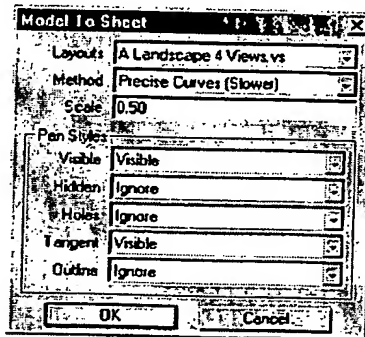 Model To Sheet
Layouts A Landscape 4 Views.vs
Method Precise Curves (Slower)
Scale 0.50
Pen Styles
Visible Visible
Hidden Ignore
Holes Ignore
Tangent Visible
Outline Ignore
OK Cancel